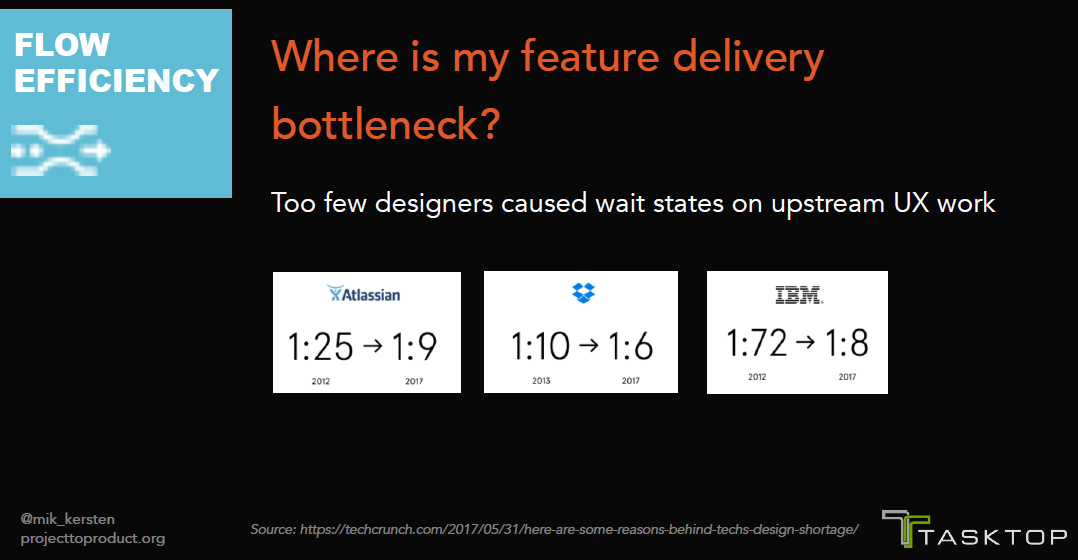 FLOW
EFFICIENCY
Where is my feature delivery
bottleneck?
Too few designers caused wait states on upstream UX work
Atlassian
1:25 → 1:9
2012 2017
1:10 → 1:6
2013 2017
IBM.
1:72 → 1:8
2012 2017
@mik_kersten
projecttoproduct.org
Source: https://techcrunch.com/2017/05/31/here-are-some-reasons-behind-techs-design-shortage/
TASKTOP